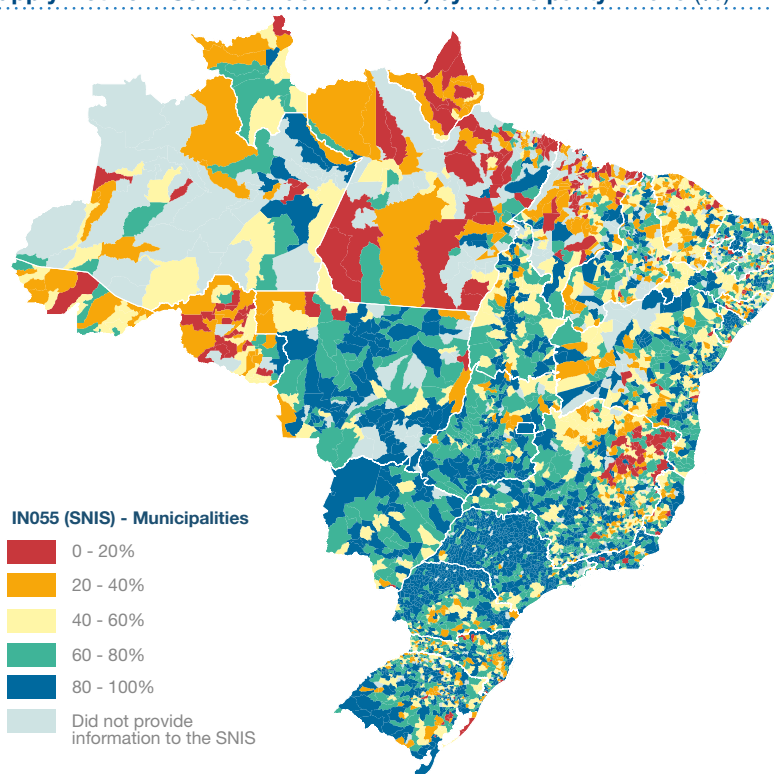 IN055 (SNIS) - Municipalities
0 - 20%
20 - 40%
40 - 60%
60 - 80%
80 - 100%
Did not provide
information to the SNIS